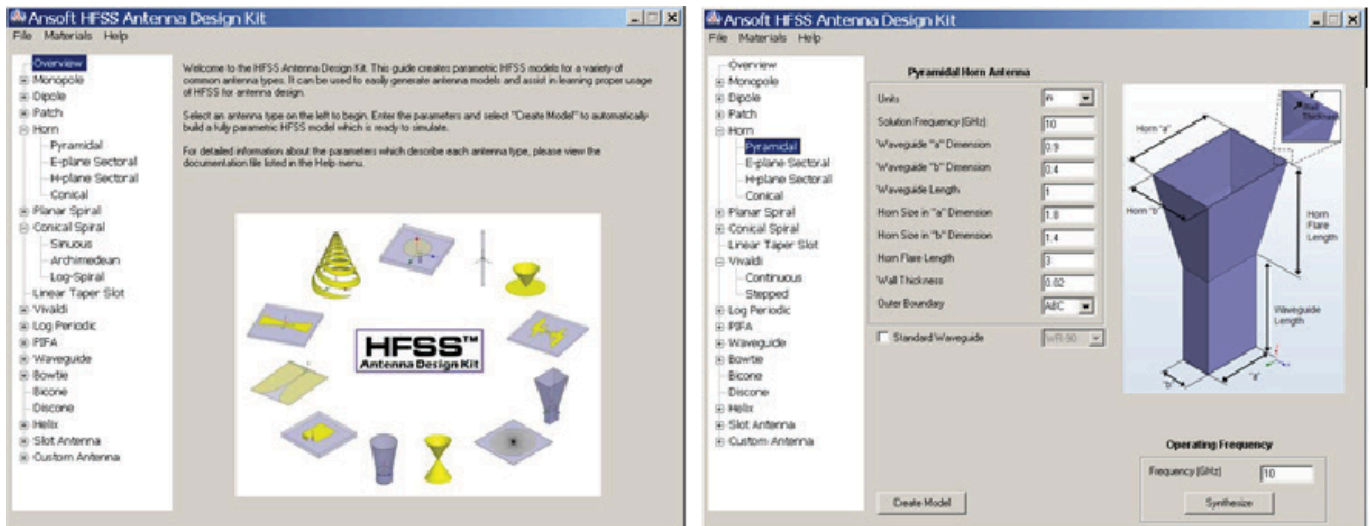 Ansoft HFSS Antenna Design Kit
File Materials Help
Overview
Monopole
Dipole
Patch
Horn
Pyramidal
E-plane Sectoral
H-plane Sectoral
Conical
Planar Spiral
Conical Spiral
Sinuous
Archimedean
Log-Spiral
Linear Taper Slot
Vivaldi
Log Periodic
PIFA
Waveguide
Bowtie
Bicone
Discone
Helix
Slot Antenna
Custom Antenna
Welcome to the HFSS Antenna Design Kit. This guide creates parametric HFSS models for a variety of
common antenna types. It can be used to easily generate antenna models and assist in learning proper usage
of HFSS for antenna design.
Select an antenna type on the left to begin. Enter the parameters and select "Create Model" to automatically
build a fully parametric HFSS model which is ready to simulate.
For detailed information about the parameters which describe each antenna type, please view the
documentation file listed in the Help menu.
HFSS™
Antenna Design Kit
Ansoft HFSS Antenna Design Kit
File Materials Help
Overview
Monopole
Dipole
Patch
Horn
Pyramidal
E-plane Sectoral
H-plane Sectoral
Conical
Planar Spiral
Conical Spiral
Linear Taper Slot
Vivaldi
Continuous
Stepped
Log Periodic
PIFA
Waveguide
Bowtie
Bicone
Discone
Helix
Slot Antenna
Custom Antenna
Pyramidal Horn Antenna
Units in
Solution Frequency (GHz) 10
Waveguide "a" Dimension 0.9
Waveguide "b" Dimension 0.4
Waveguide Length 1
Horn Size in "a" Dimension 1.8
Horn Size in "b" Dimension 1.4
Horn Flare Length 3
Wall Thickness 0.02
Outer Boundary ABC
Standard Waveguide WR-90
Create Model
Wall
Thickness
Horn "a"
Horn "b"
Horn
Flare
Length
Waveguide
Length
"b"
"a"
Operating Frequency
Frequency (GHz) 10
Synthesize